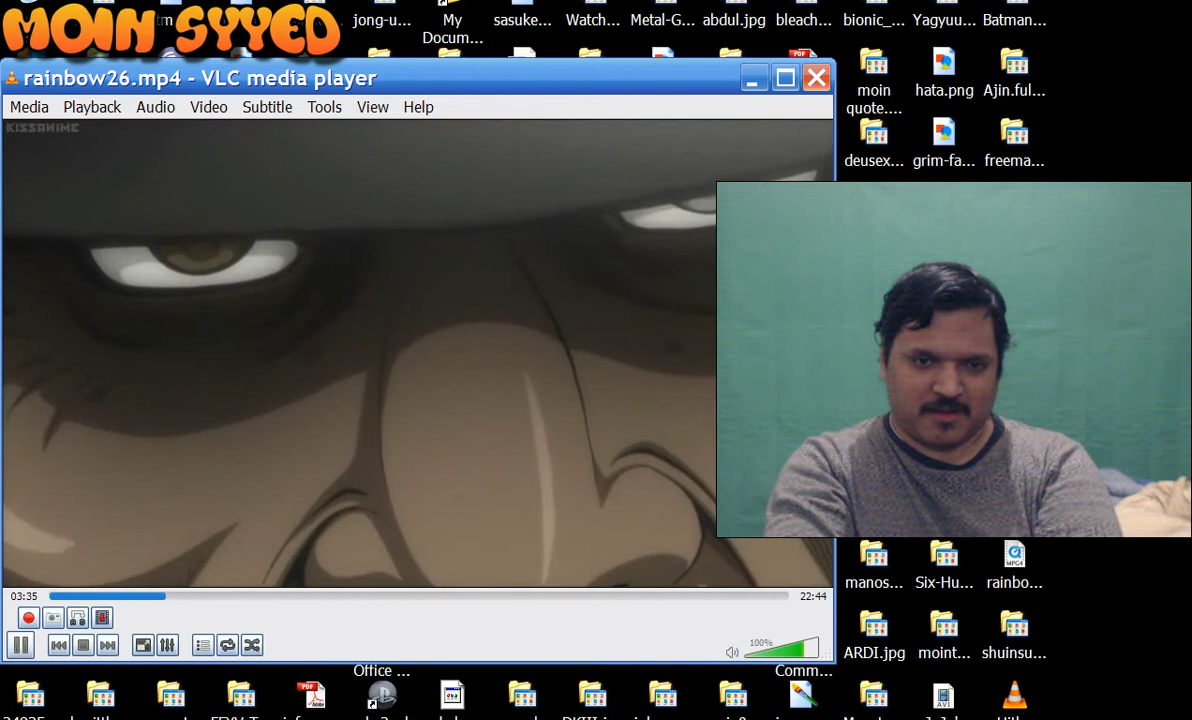 jong-u... My Docum... sasuke... Watch... Metal-G... abdul.jpg bleach... bionic_... Yagyuu... Batman...
MOIN SYYED
rainbow26.mp4 - VLC media player
Media Playback Audio Video Subtitle Tools View Help
KISSANIME
moin quote.... hata.png Ajin.ful...
deusex... grim-fa... freema...
manos... Six-Hu... rainbo...
03:35 22:44
100%
ARDI.jpg moint... shuinsu...
Office ... Comm...